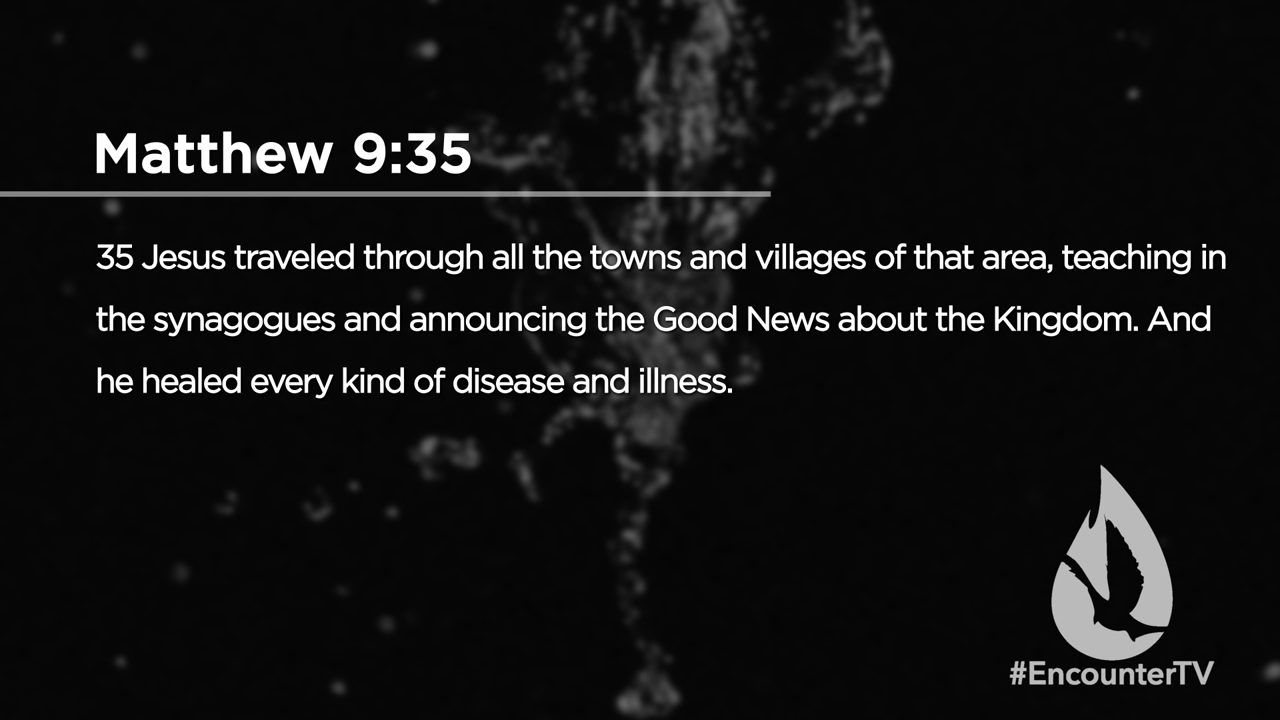 Matthew 9:35
35 Jesus traveled through all the towns and villages of that area, teaching in
the synagogues and announcing the Good News about the Kingdom. And
he healed every kind of disease and illness.
#EncounterTV